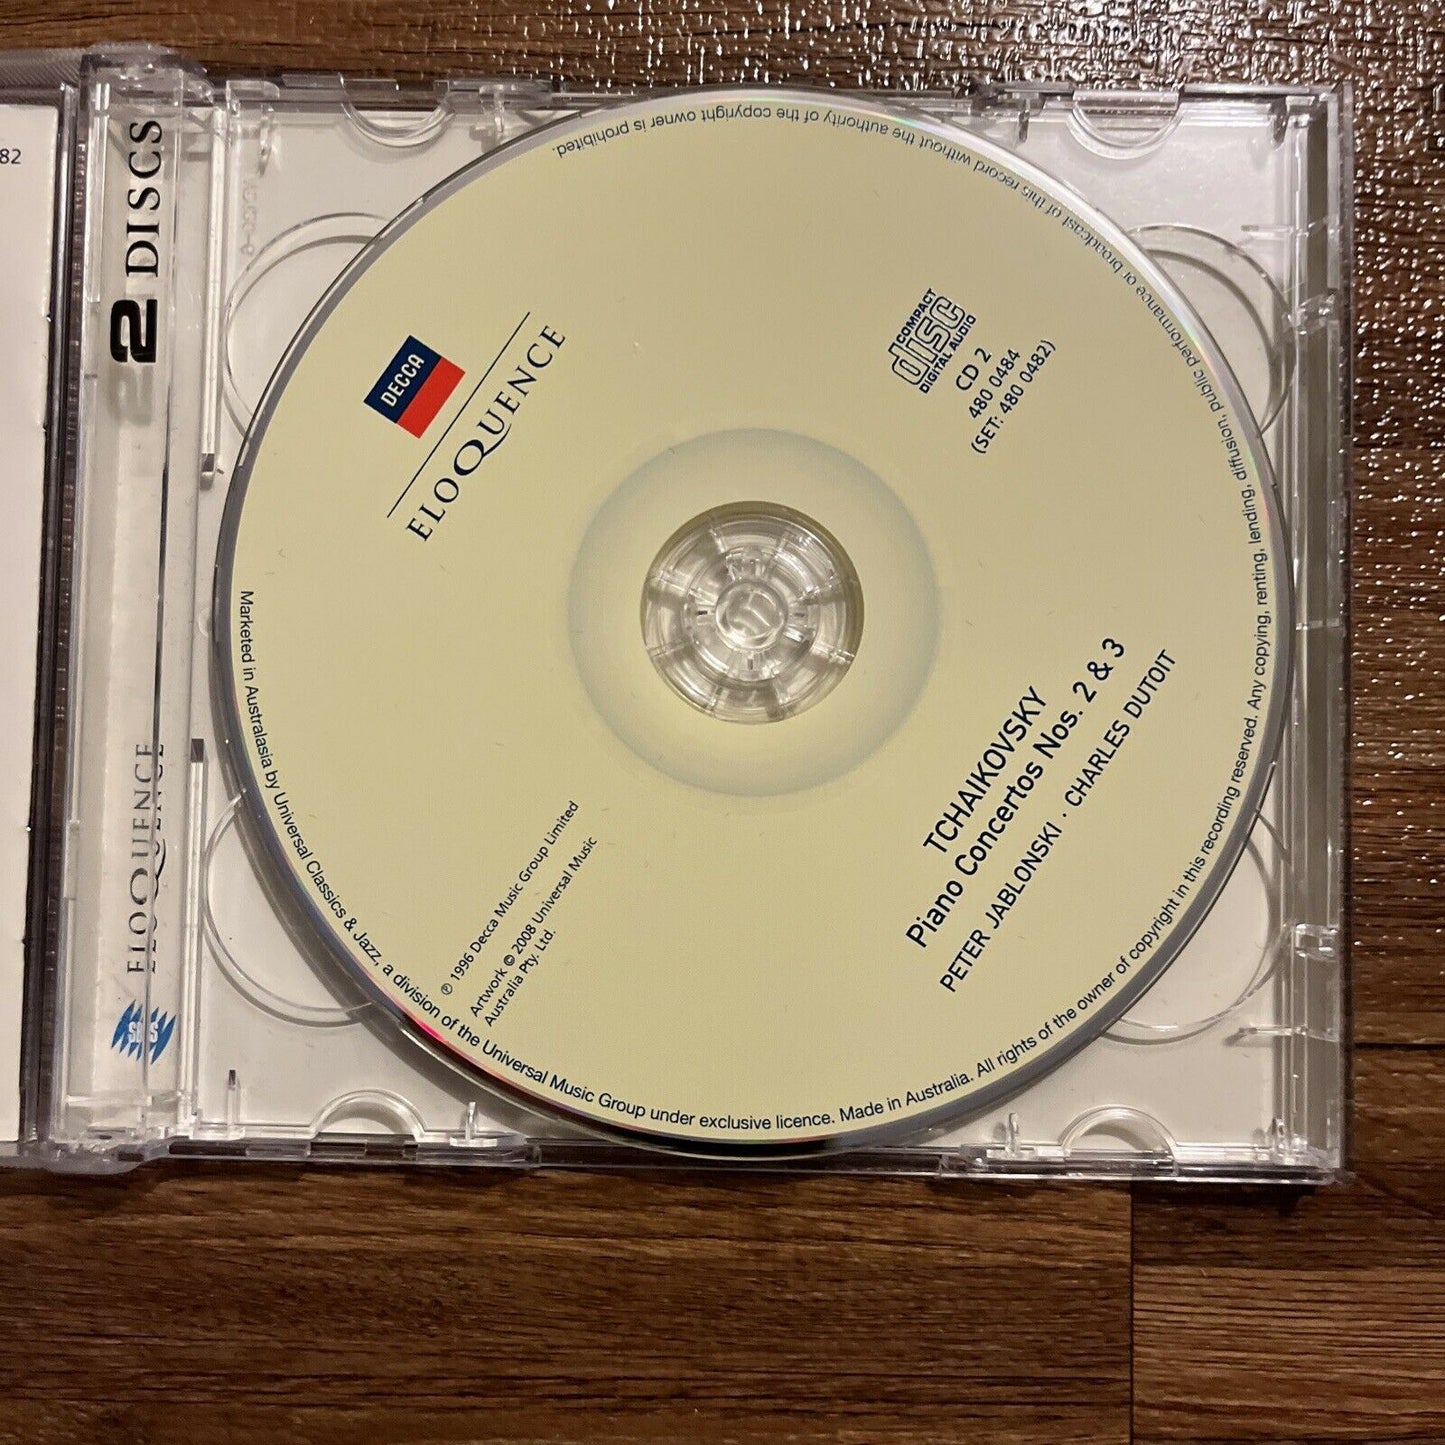 82
2 DISCS
ELOQUENCE
DECCA
ELOQUENCE
COMPACT
disc
DIGITAL AUDIO
CD 2
480 0484
(SET: 480 0482)
TCHAIKOVSKY
Piano Concertos Nos. 2 & 3
PETER JABLONSKI · CHARLES DUTOIT
℗ 1996 Decca Music Group Limited
Artwork © 2008 Universal Music
Australia Pty. Ltd.
Marketed in Australasia by Universal Classics & Jazz, a division of the Universal Music Group under exclusive licence. Made in Australia. All rights of the owner of copyright in this recording reserved. Any copying, renting, lending, diffusion, public performance or broadcast of this record without the authority of the copyright owner is prohibited.